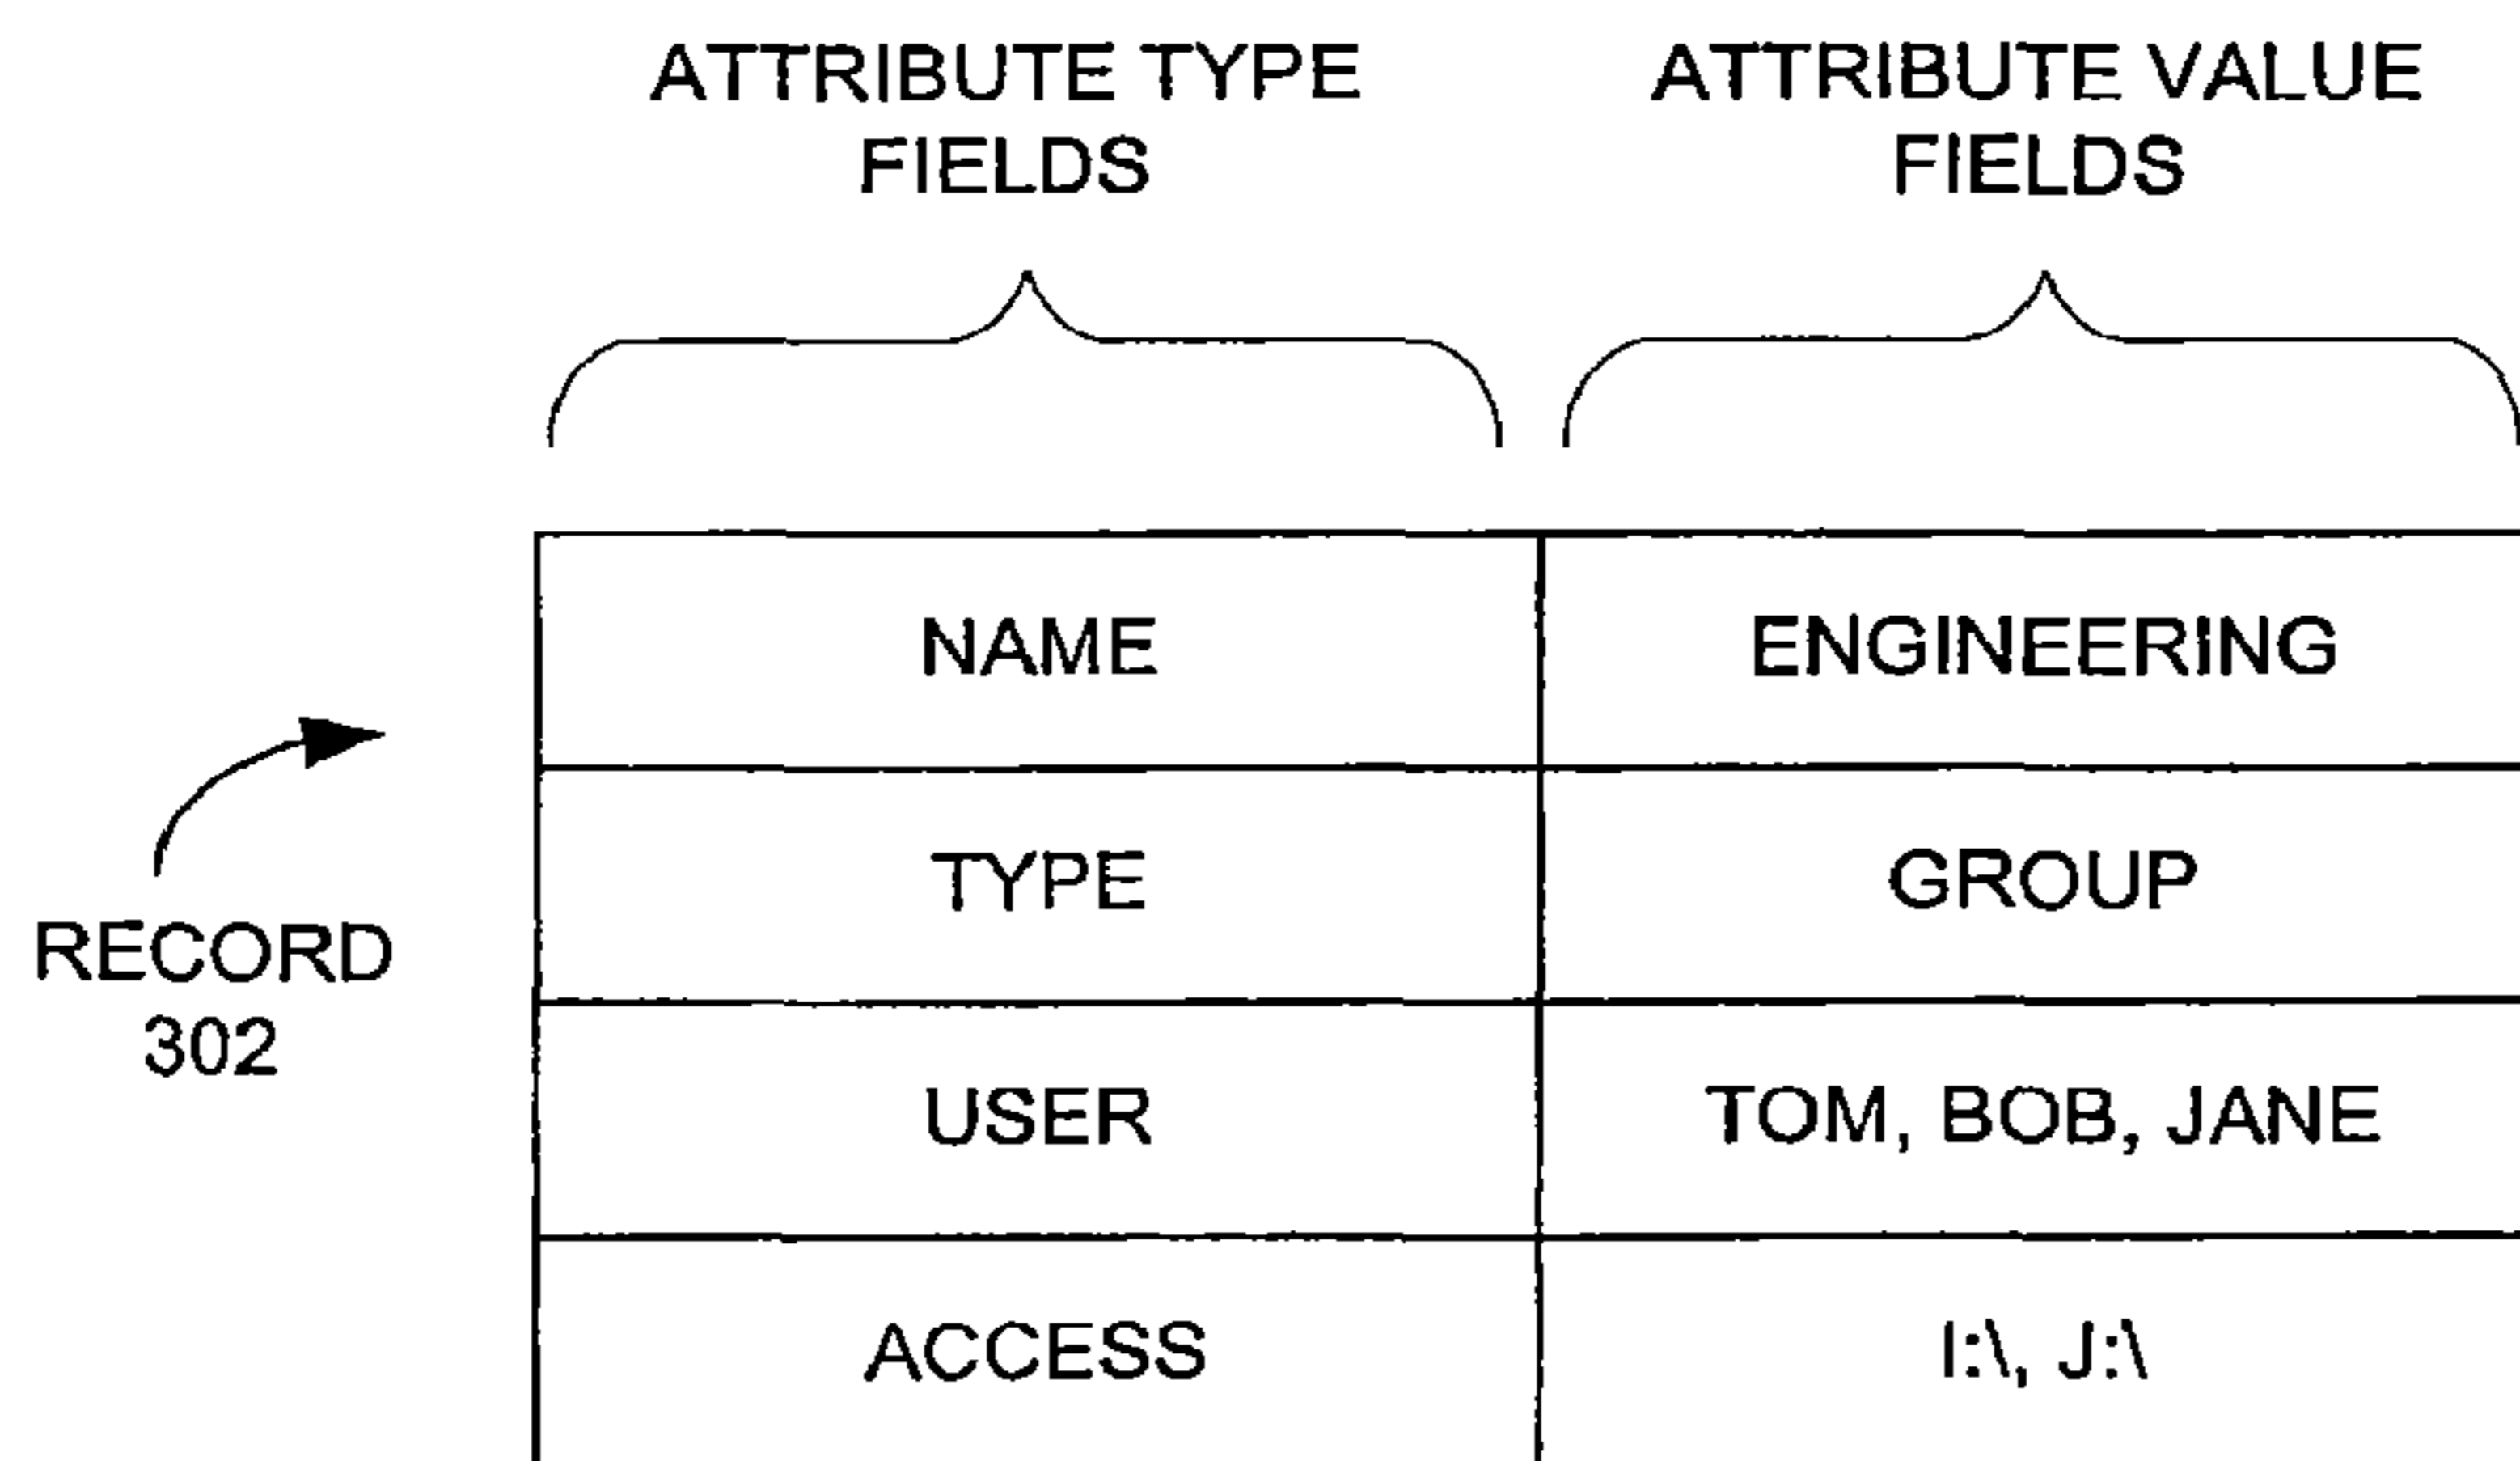 ATTRIBUTE TYPE
FIELDS
ATTRIBUTE VALUE
FIELDS
NAME
ENGINEERING
TYPE
GROUP
RECORD
302
USER
TOM, BOB, JANE
ACCESS
I:\, J:\